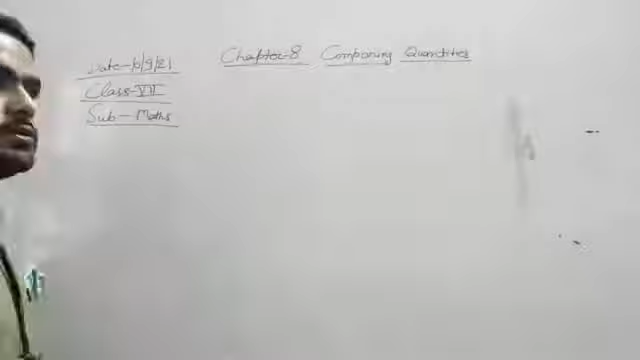 Date-10/9/21
Chapter-8 Comparing Quantities
Class-VII
Sub-Maths